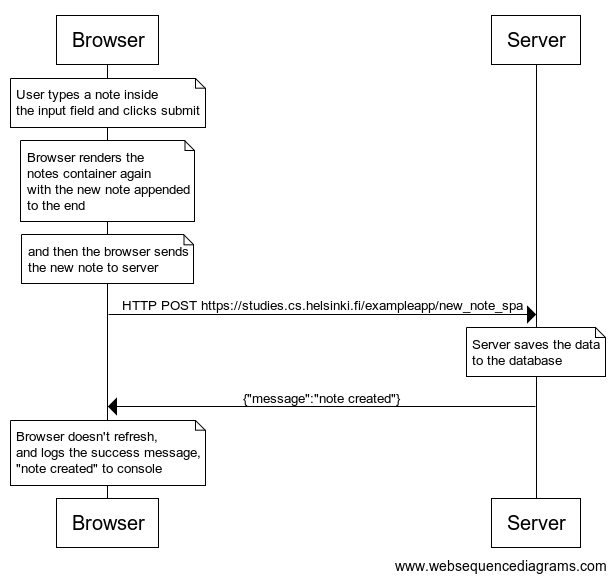 Browser
Server
User types a note inside
the input field and clicks submit
Browser renders the
notes container again
with the new note appended
to the end
and then the browser sends
the new note to server
HTTP POST https://studies.cs.helsinki.fi/exampleapp/new_note_spa
Server saves the data
to the database
{"message":"note created"}
Browser doesn't refresh,
and logs the success message,
"note created" to console
Browser
Server
www.websequencediagrams.com